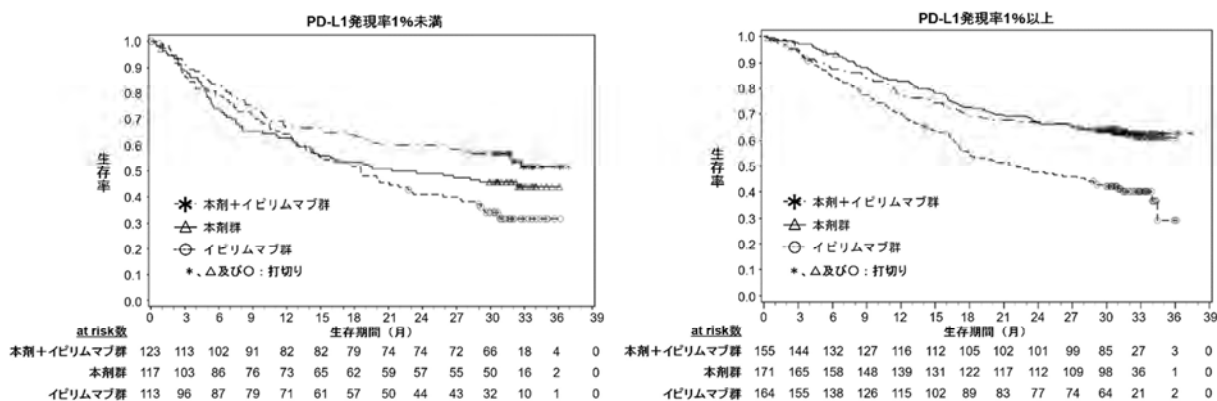 PD-L1発現率1%未満
1.0
0.9
0.8
0.7
0.6
0.5
0.4
0.3
0.2
0.1
0.0
生存率
本剤＋イピリムマブ群
本剤群
イピリムマブ群
*、△及び○：打切り
0 3 6 9 12 15 18 21 24 27 30 33 36 39
生存期間（月）
at risk数
本剤＋イピリムマブ群 123 113 102 91 82 82 79 74 74 72 66 18 4 0
本剤群 117 103 86 76 73 65 62 59 57 55 50 16 2 0
イピリムマブ群 113 96 87 79 71 61 57 50 44 43 32 10 1 0
PD-L1発現率1%以上
1.0
0.9
0.8
0.7
0.6
0.5
0.4
0.3
0.2
0.1
0.0
生存率
本剤＋イピリムマブ群
本剤群
イピリムマブ群
*、△及び○：打切り
0 3 6 9 12 15 18 21 24 27 30 33 36 39
生存期間（月）
at risk数
本剤＋イピリムマブ群 155 144 132 127 116 112 105 102 101 99 85 27 3 0
本剤群 171 165 158 148 139 131 122 117 112 109 98 36 1 0
イピリムマブ群 164 155 138 126 115 102 89 83 77 74 64 21 2 0